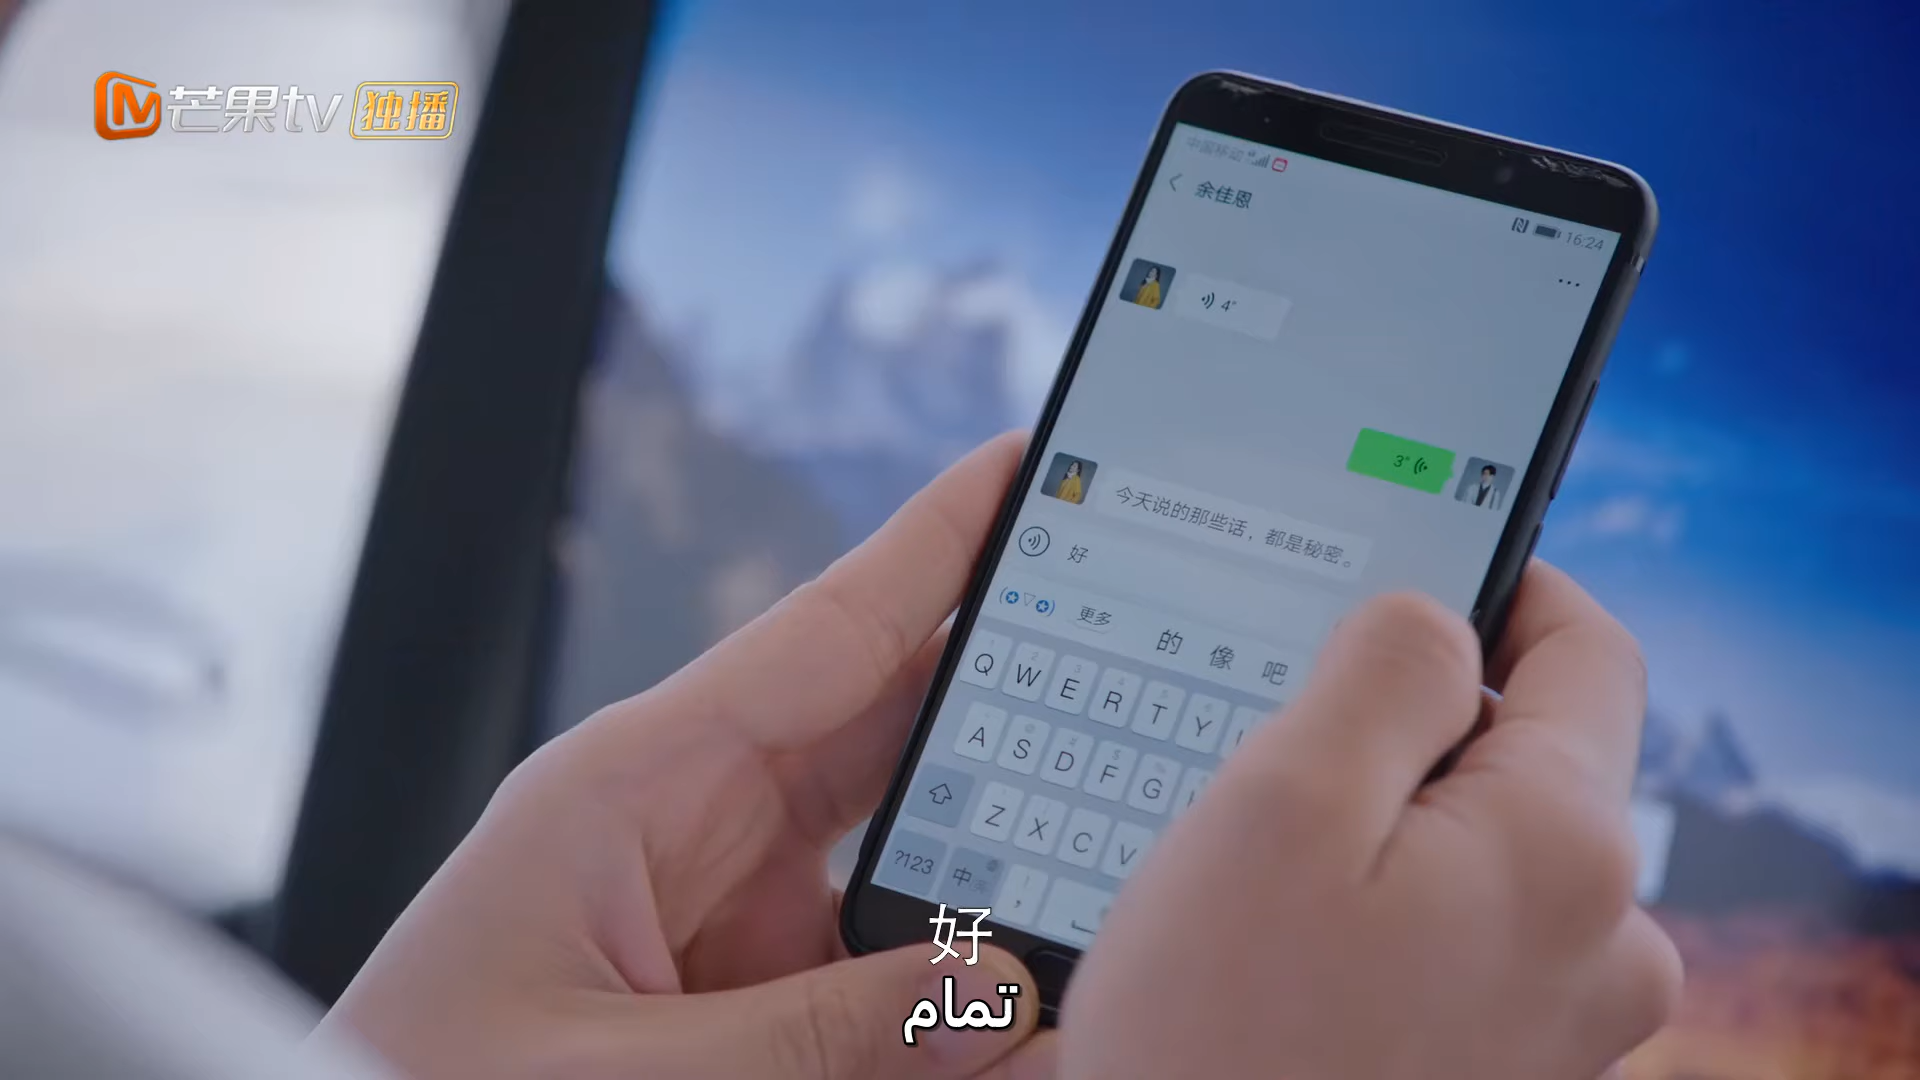 芒果tv 独播
中国移动
余佳恩
16:24
4"
3"
今天说的那些话，都是秘密。
好
更多 的 像 吧
Q W E R T Y
A S D F G
Z X C V
?123 中
好
تمام